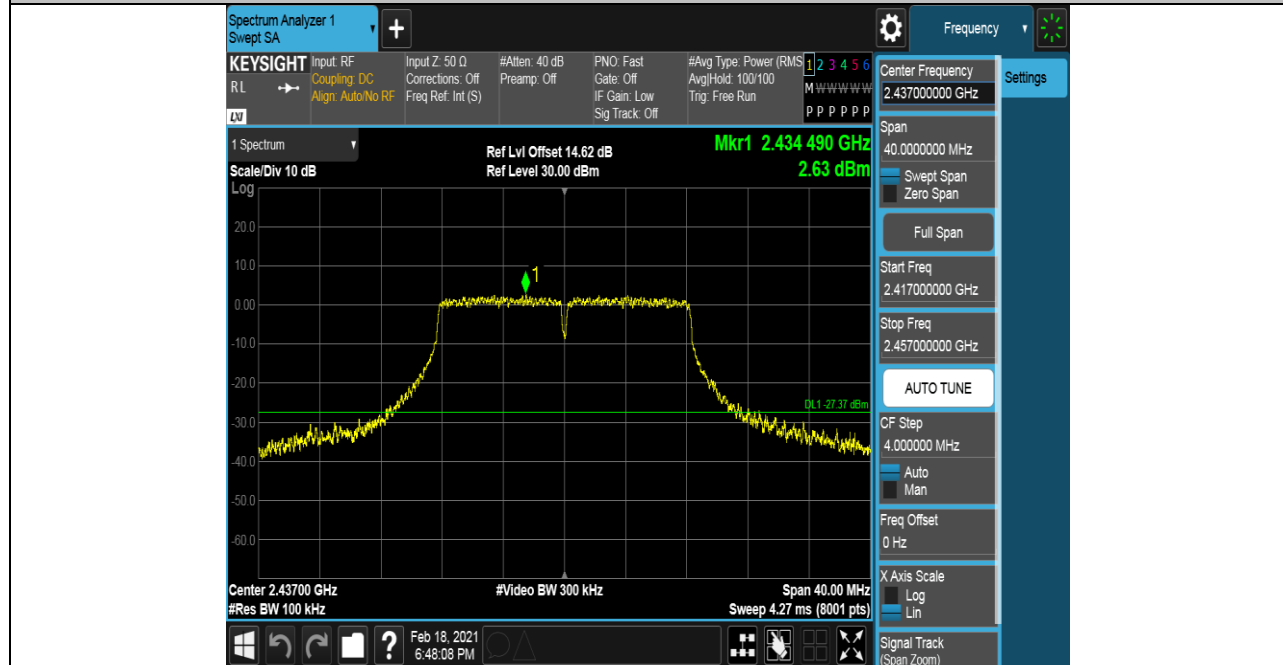 Spectrum Analyzer 1
Swept SA
+
Frequency
KEYSIGHT
RL
LXI
Input: RF
Coupling: DC
Align: Auto/No RF
Input Z: 50 Ω
Corrections: Off
Freq Ref: Int (S)
#Atten: 40 dB
Preamp: Off
PNO: Fast
Gate: Off
IF Gain: Low
Sig Track: Off
#Avg Type: Power (RMS
Avg|Hold: 100/100
Trig: Free Run
1 2 3 4 5 6
M W W W W W
P P P P P P
Center Frequency
2.437000000 GHz
Settings
1 Spectrum
Scale/Div 10 dB
Ref Lvl Offset 14.62 dB
Ref Level 30.00 dBm
Mkr1 2.434 490 GHz
2.63 dBm
Log
20.0
10.0
0.00
-10.0
-20.0
-30.0
-40.0
-50.0
-60.0
1
DL1 -27.37 dBm
Span
40.0000000 MHz
Swept Span
Zero Span
Full Span
Start Freq
2.417000000 GHz
Stop Freq
2.457000000 GHz
AUTO TUNE
CF Step
4.000000 MHz
Auto
Man
Freq Offset
0 Hz
X Axis Scale
Log
Lin
Signal Track
(Span Zoom)
Center 2.43700 GHz
#Res BW 100 kHz
#Video BW 300 kHz
Span 40.00 MHz
Sweep 4.27 ms (8001 pts)
?
Feb 18, 2021
6:48:08 PM